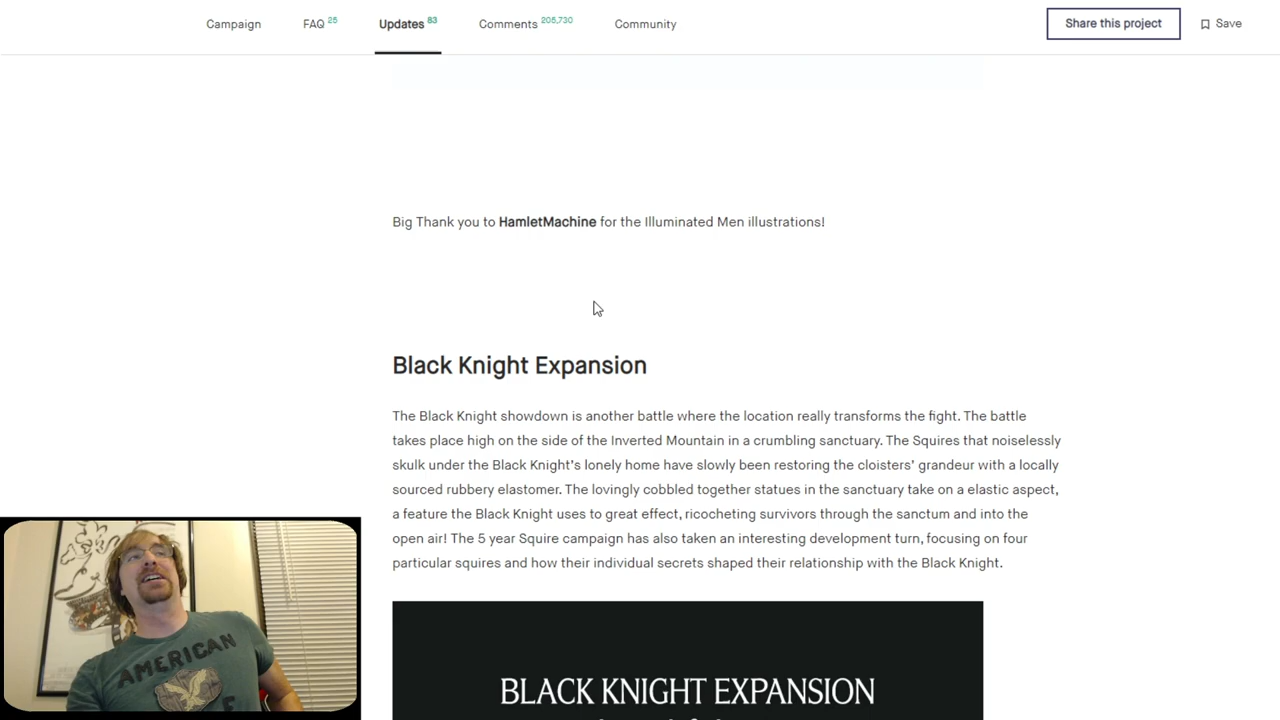 Campaign FAQ 25 Updates 83 Comments 205,730 Community Share this project Save
Big Thank you to HamletMachine for the Illuminated Men illustrations!
Black Knight Expansion
The Black Knight showdown is another battle where the location really transforms the fight. The battle
takes place high on the side of the Inverted Mountain in a crumbling sanctuary. The Squires that noiselessly
skulk under the Black Knight's lonely home have slowly been restoring the cloisters' grandeur with a locally
sourced rubbery elastomer. The lovingly cobbled together statues in the sanctuary take on a elastic aspect,
a feature the Black Knight uses to great effect, ricocheting survivors through the sanctum and into the
open air! The 5 year Squire campaign has also taken an interesting development turn, focusing on four
particular squires and how their individual secrets shaped their relationship with the Black Knight.
AMERICAN
BLACK KNIGHT EXPANSION